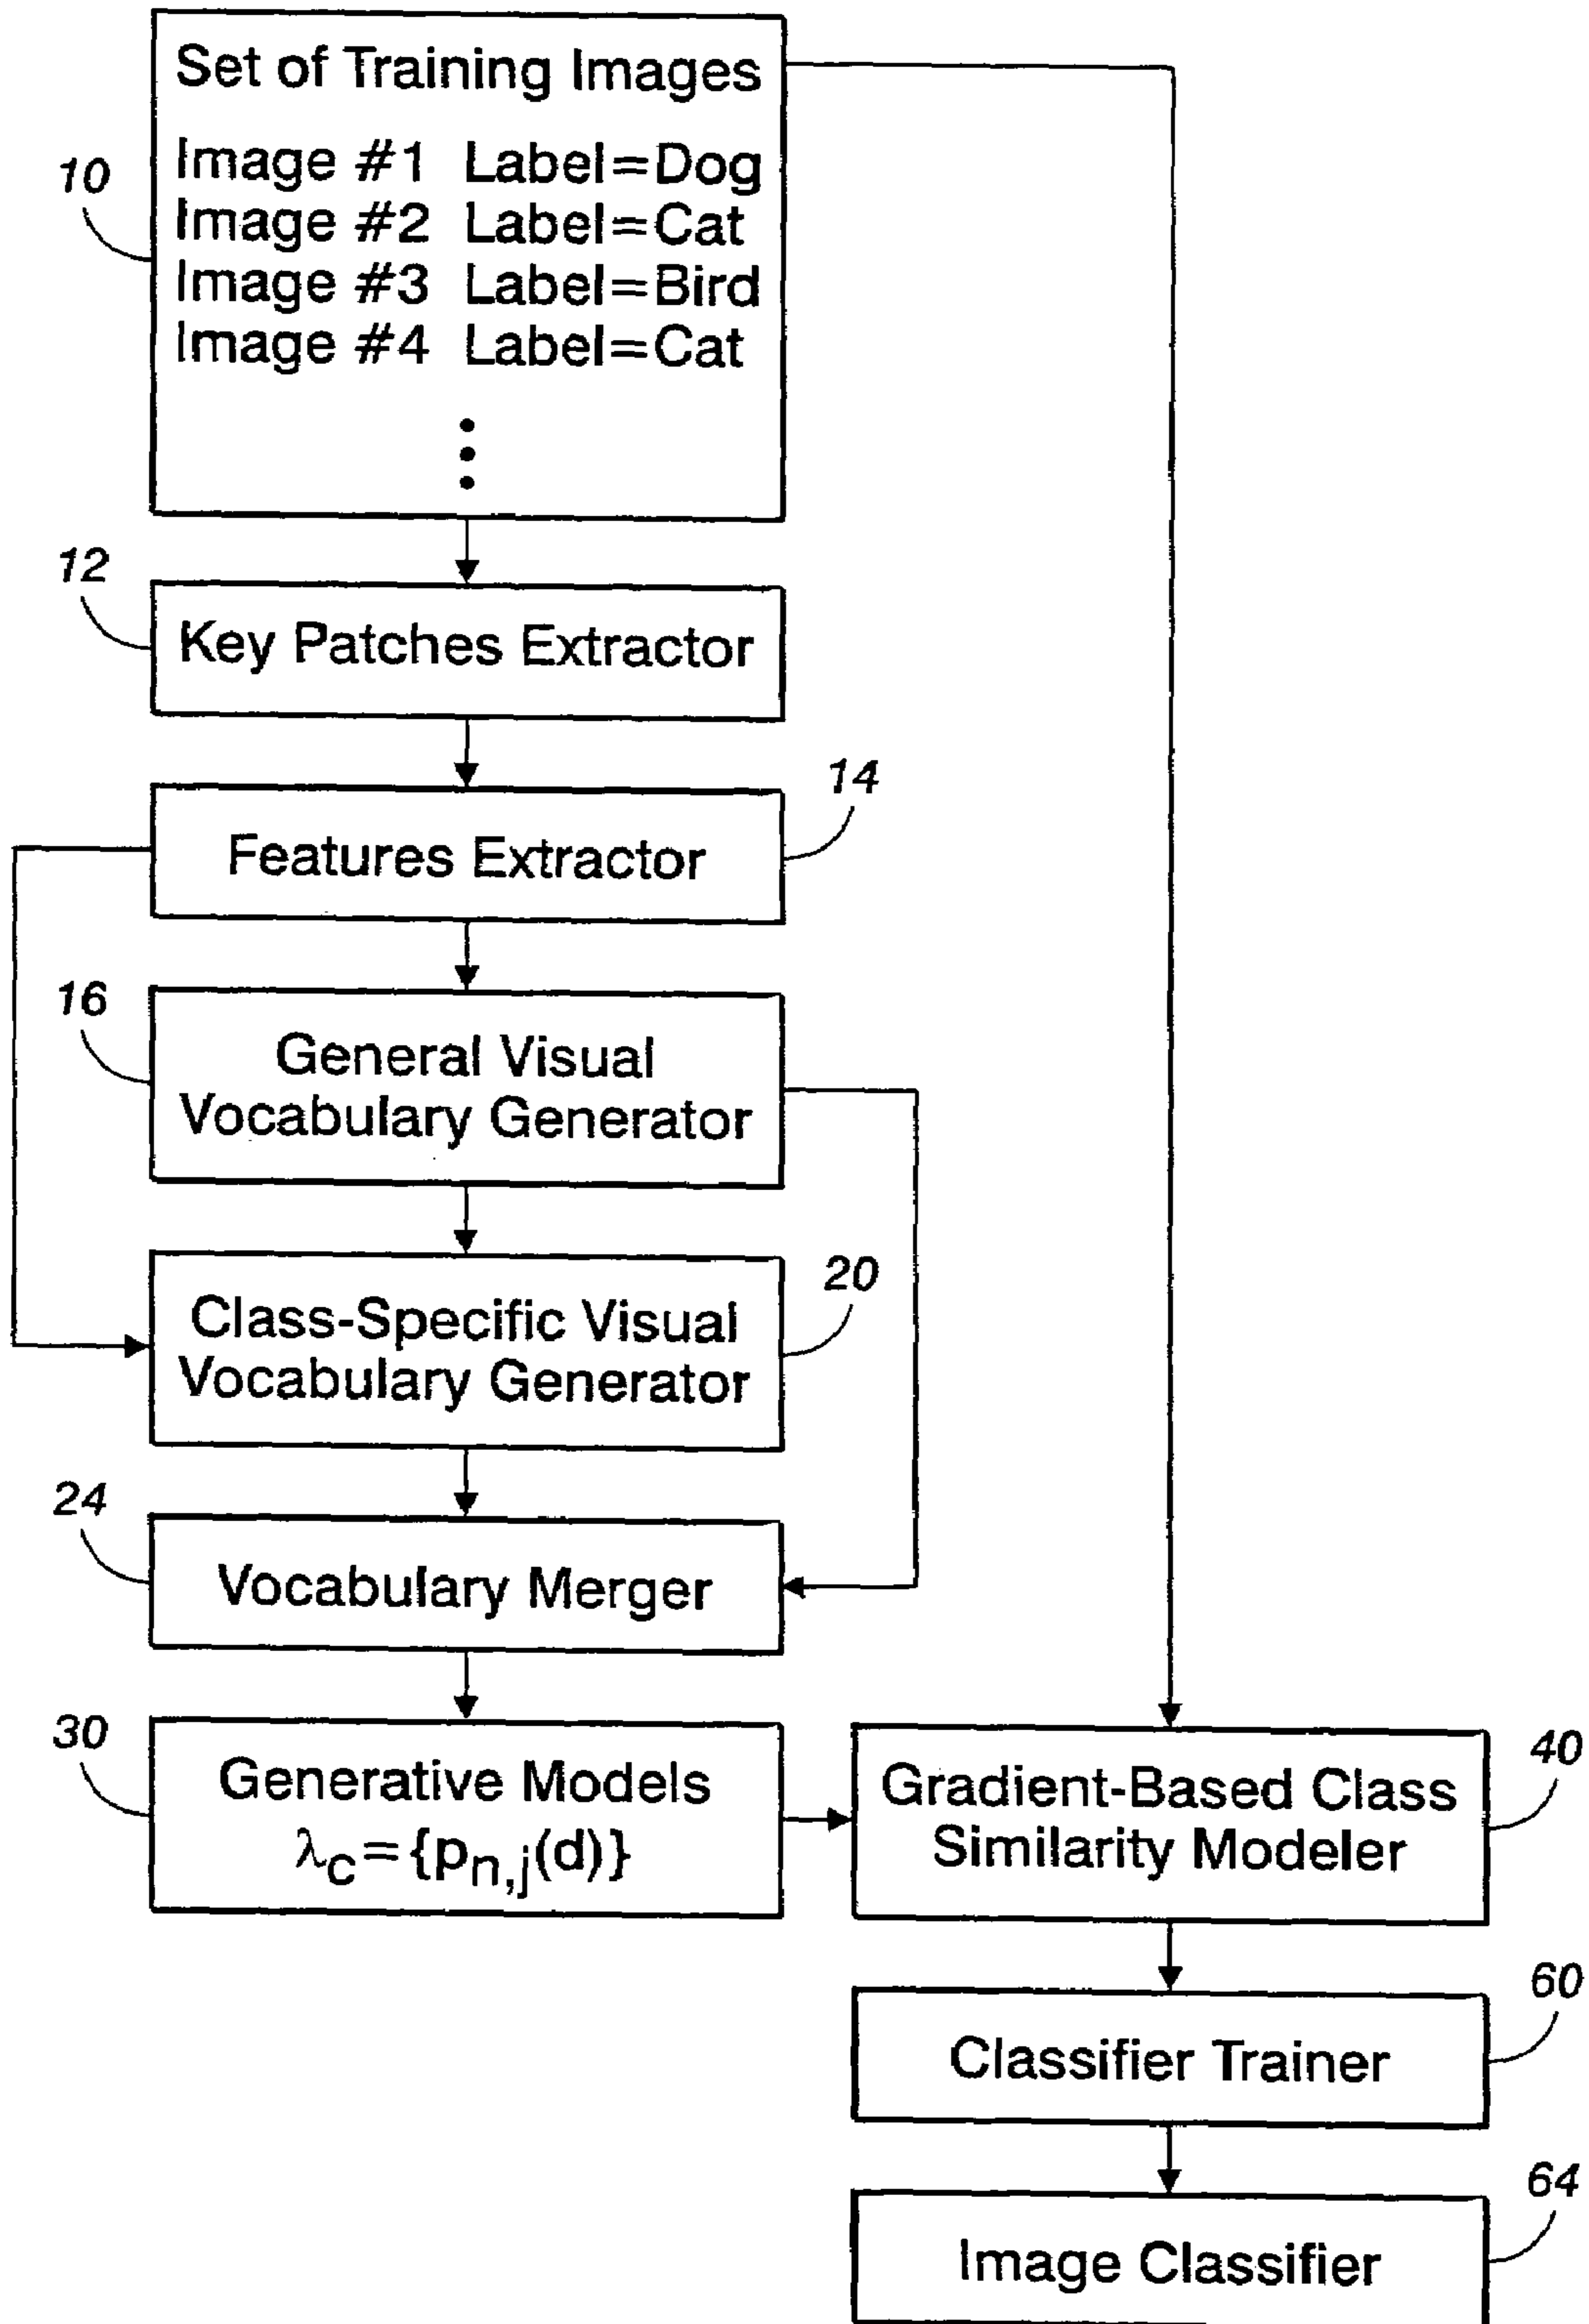 Set of Training Images
10
Image #1 Label=Dog
Image #2 Label=Cat
Image #3 Label=Bird
Image #4 Label=Cat
12
Key Patches Extractor
14
Features Extractor
16
General Visual
Vocabulary Generator
20
Class-Specific Visual
Vocabulary Generator
24
Vocabulary Merger
30
Generative Models
λc={pn,j(d)}
40
Gradient-Based Class
Similarity Modeler
60
Classifier Trainer
64
Image Classifier